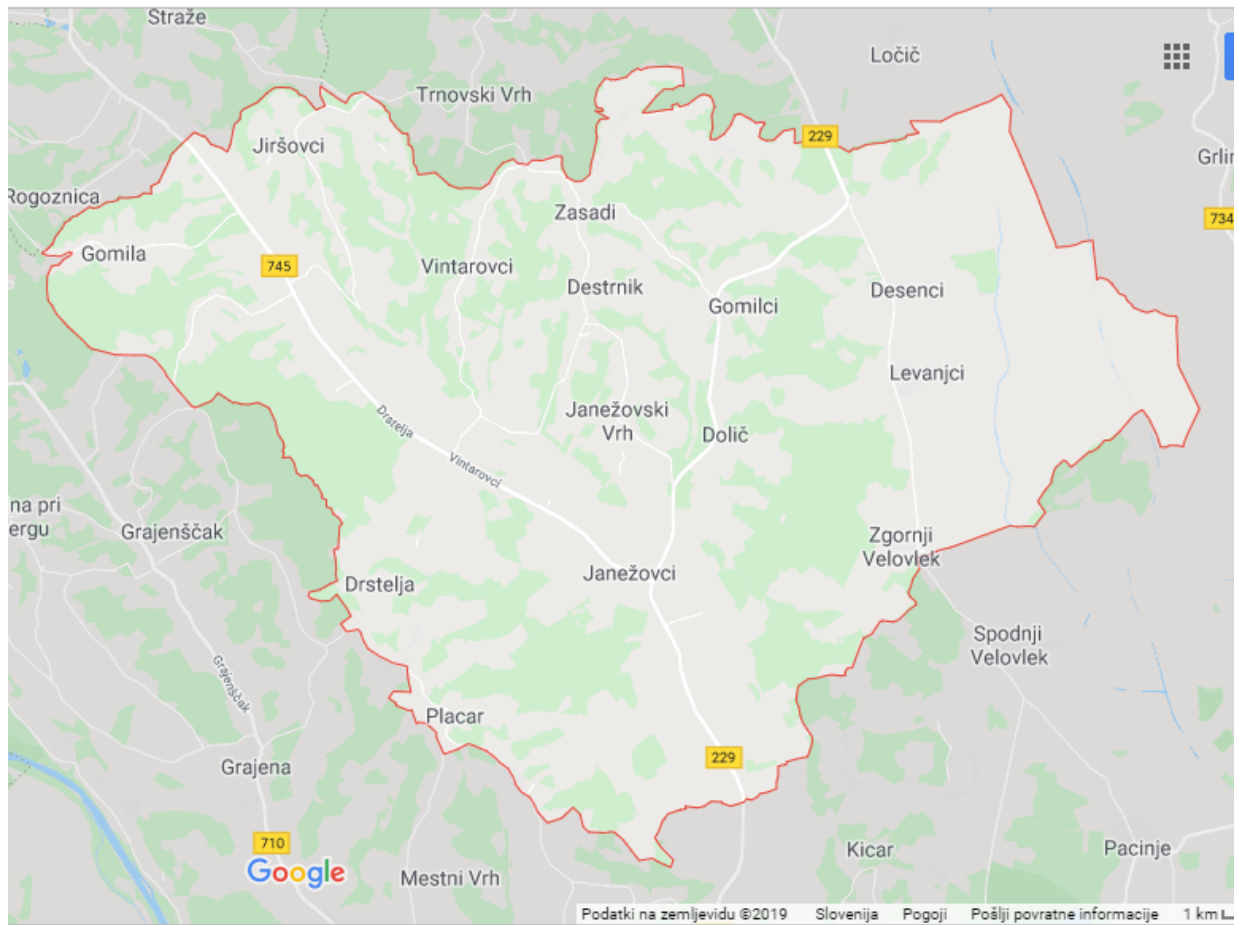 Straže
Ločič
Trnovski Vrh
229
Jiršovci
Grlin
Rogoznica
Zasadi
734
Gomila
745
Vintarovci
Destrnik
Desenci
Gomilci
Levanjci
Drstelja
Janežovski
Vrh
Dolič
Vintarovci
na pri
ergu
Grajenščak
Zgornji
Velovlek
Janežovci
Drstelja
Spodnji
Velovlek
Grajenščak
Placar
229
Grajena
710
Google
Kicar
Pacinje
Mestni Vrh
Podatki na zemljevidu ©2019 Slovenija Pogoji Pošlji povratne informacije 1 km